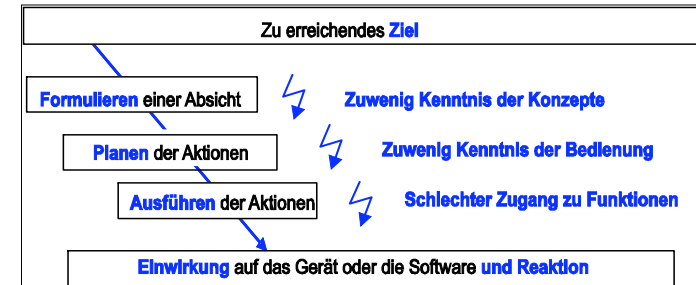 Zu erreichendes Ziel
Formulieren einer Absicht
Zuwenig Kenntnis der Konzepte
Planen der Aktionen
Zuwenig Kenntnis der Bedienung
Ausführen der Aktionen
Schlechter Zugang zu Funktionen
Einwirkung auf das Gerät oder die Software und Reaktion